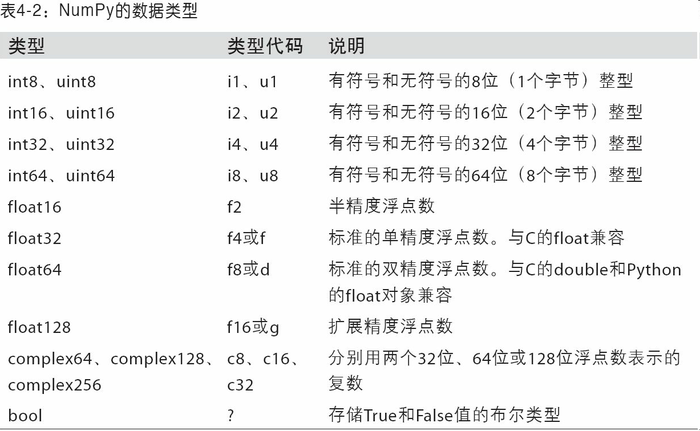 表4-2：NumPy的数据类型
类型 类型代码 说明
int8、uint8 i1、u1 有符号和无符号的8位（1个字节）整型
int16、uint16 i2、u2 有符号和无符号的16位（2个字节）整型
int32、uint32 i4、u4 有符号和无符号的32位（4个字节）整型
int64、uint64 i8、u8 有符号和无符号的64位（8个字节）整型
float16 f2 半精度浮点数
float32 f4或f 标准的单精度浮点数。与C的float兼容
float64 f8或d 标准的双精度浮点数。与C的double和Python
的float对象兼容
float128 f16或g 扩展精度浮点数
complex64、complex128、 c8、c16、 分别用两个32位、64位或128位浮点数表示的
complex256 c32 复数
bool ? 存储True和False值的布尔类型